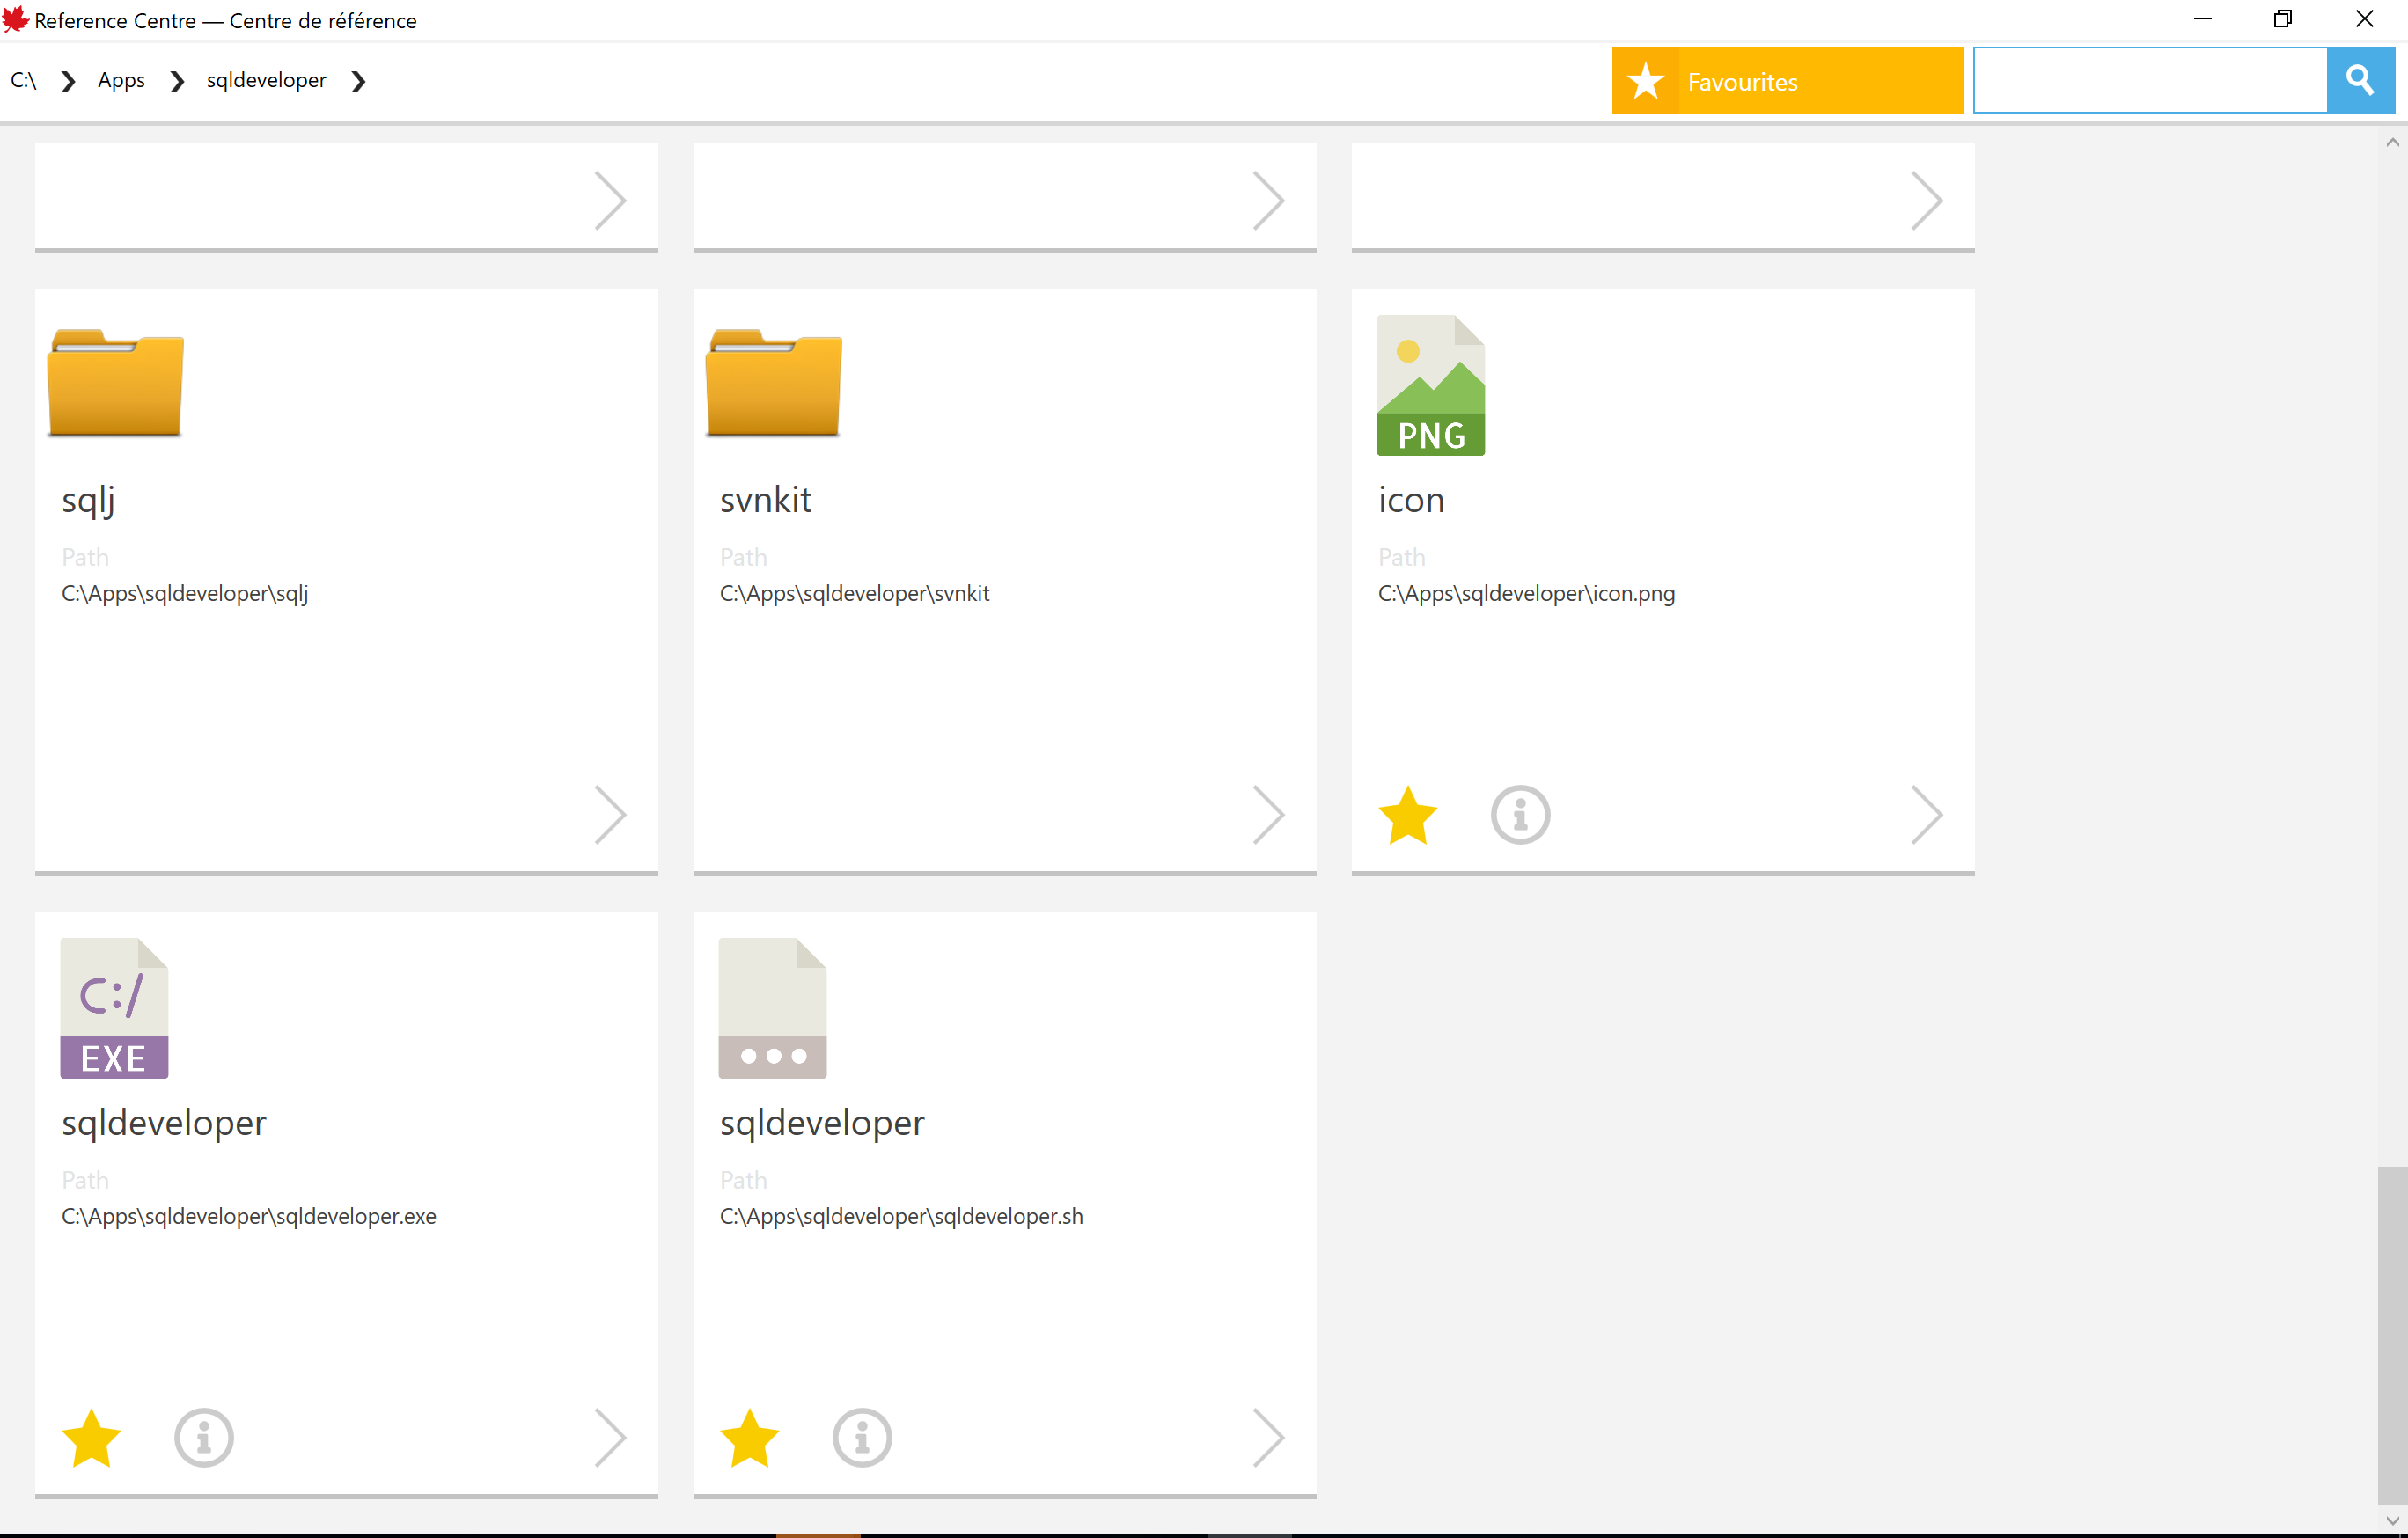 Reference Centre — Centre de référence
C:\ Apps sqldeveloper
Favourites
sqlj
Path
C:\Apps\sqldeveloper\sqlj
svnkit
Path
C:\Apps\sqldeveloper\svnkit
PNG
icon
Path
C:\Apps\sqldeveloper\icon.png
C:/
EXE
sqldeveloper
Path
C:\Apps\sqldeveloper\sqldeveloper.exe
sqldeveloper
Path
C:\Apps\sqldeveloper\sqldeveloper.sh